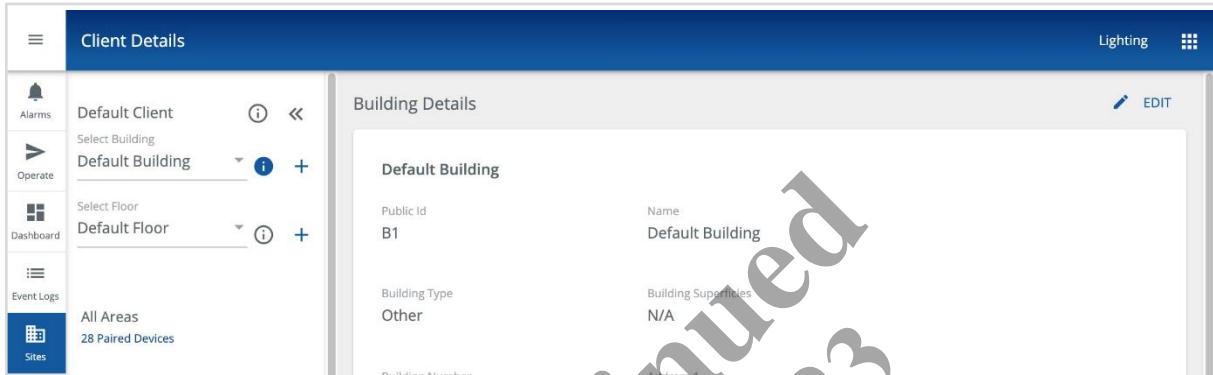 Client Details
Lighting
Alarms
Operate
Dashboard
Event Logs
Sites
Default Client
Select Building
Default Building
Select Floor
Default Floor
All Areas
28 Paired Devices
Building Details
EDIT
Default Building
Public Id
Name
B1
Default Building
Building Type
Building Superficies
Other
N/A
Building Number